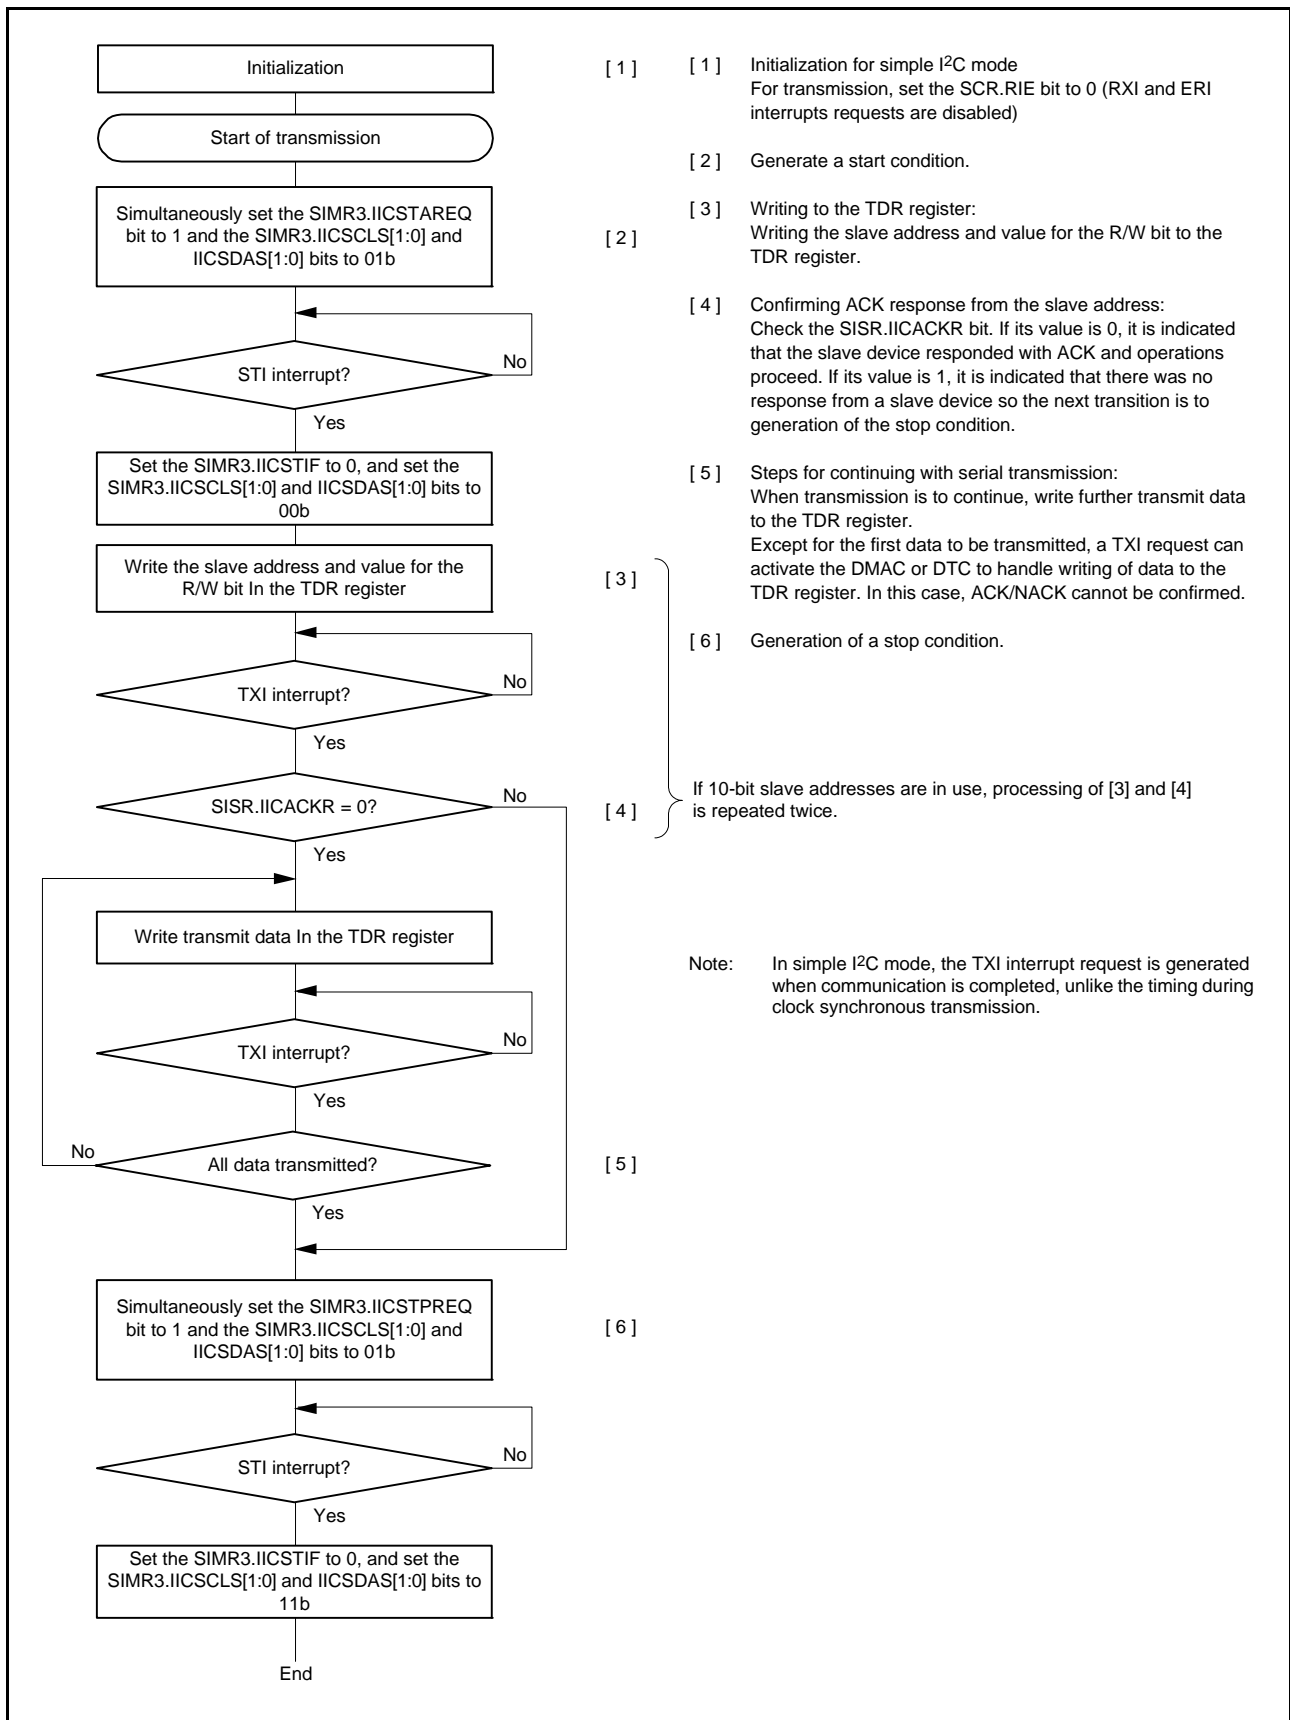 Initialization
[ 1 ]
Start of transmission
Simultaneously set the SIMR3.IICSTAREQ
bit to 1 and the SIMR3.IICSCLS[1:0] and
IICSDAS[1:0] bits to 01b
[ 2 ]
STI interrupt?
No
Yes
Set the SIMR3.IICSTIF to 0, and set the
SIMR3.IICSCLS[1:0] and IICSDAS[1:0] bits to
00b
Write the slave address and value for the
R/W bit In the TDR register
[ 3 ]
TXI interrupt?
No
Yes
SISR.IICACKR = 0?
No
[ 4 ]
Yes
Write transmit data In the TDR register
TXI interrupt?
No
Yes
No
All data transmitted?
[ 5 ]
Yes
Simultaneously set the SIMR3.IICSTPREQ
bit to 1 and the SIMR3.IICSCLS[1:0] and
IICSDAS[1:0] bits to 01b
[ 6 ]
STI interrupt?
No
Yes
Set the SIMR3.IICSTIF to 0, and set the
SIMR3.IICSCLS[1:0] and IICSDAS[1:0] bits to
11b
End
[ 1 ] Initialization for simple I2C mode
For transmission, set the SCR.RIE bit to 0 (RXI and ERI
interrupts requests are disabled)
[ 2 ] Generate a start condition.
[ 3 ] Writing to the TDR register:
Writing the slave address and value for the R/W bit to the
TDR register.
[ 4 ] Confirming ACK response from the slave address:
Check the SISR.IICACKR bit. If its value is 0, it is indicated
that the slave device responded with ACK and operations
proceed. If its value is 1, it is indicated that there was no
response from a slave device so the next transition is to
generation of the stop condition.
[ 5 ] Steps for continuing with serial transmission:
When transmission is to continue, write further transmit data
to the TDR register.
Except for the first data to be transmitted, a TXI request can
activate the DMAC or DTC to handle writing of data to the
TDR register. In this case, ACK/NACK cannot be confirmed.
[ 6 ] Generation of a stop condition.
If 10-bit slave addresses are in use, processing of [3] and [4]
is repeated twice.
Note: In simple I2C mode, the TXI interrupt request is generated
when communication is completed, unlike the timing during
clock synchronous transmission.